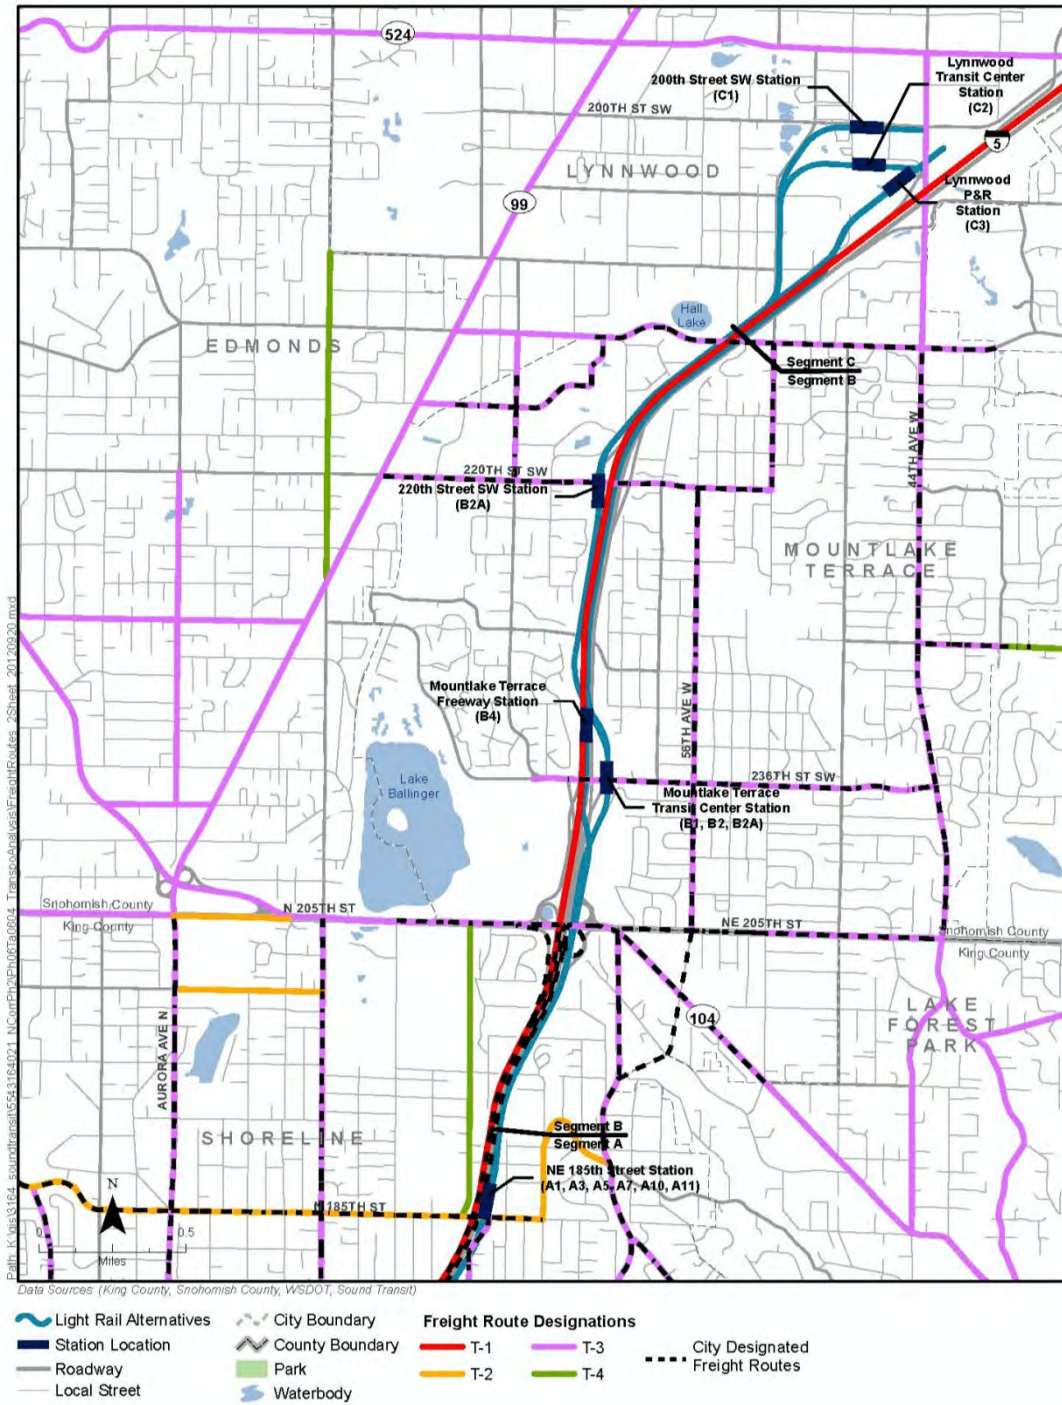 524
200th Street SW Station
(C1)
Lynnwood
Transit Center
Station
(C2)
200TH ST SW
5
LYNNWOOD
Lynnwood
P&R
Station
(C3)
99
Hall
Lake
EDMONDS
Segment C
Segment B
44TH AVE W
220TH ST SW
220th Street SW Station
(B2A)
MOUNTLAKE
TERRACE
Mountlake Terrace
Freeway Station
(B4)
56TH AVE W
Lake
Ballinger
236TH ST SW
Mountlake Terrace
Transit Center Station
(B1, B2, B2A)
Snohomish County
King County
N 205TH ST
NE 205TH ST
Snohomish County
King County
LAKE
FOREST
PARK
104
AURORA AVE N
SHORELINE
Segment B
Segment A
NE 185th Street Station
(A1, A3, A5, A7, A10, A11)
N
N 185TH ST
0
0.5
Miles
Data Sources: (King County, Snohomish County, WSDOT, Sound Transit)
Light Rail Alternatives
Station Location
Roadway
Local Street
City Boundary
County Boundary
Park
Waterbody
Freight Route Designations
T-1
T-2
T-3
T-4
City Designated
Freight Routes